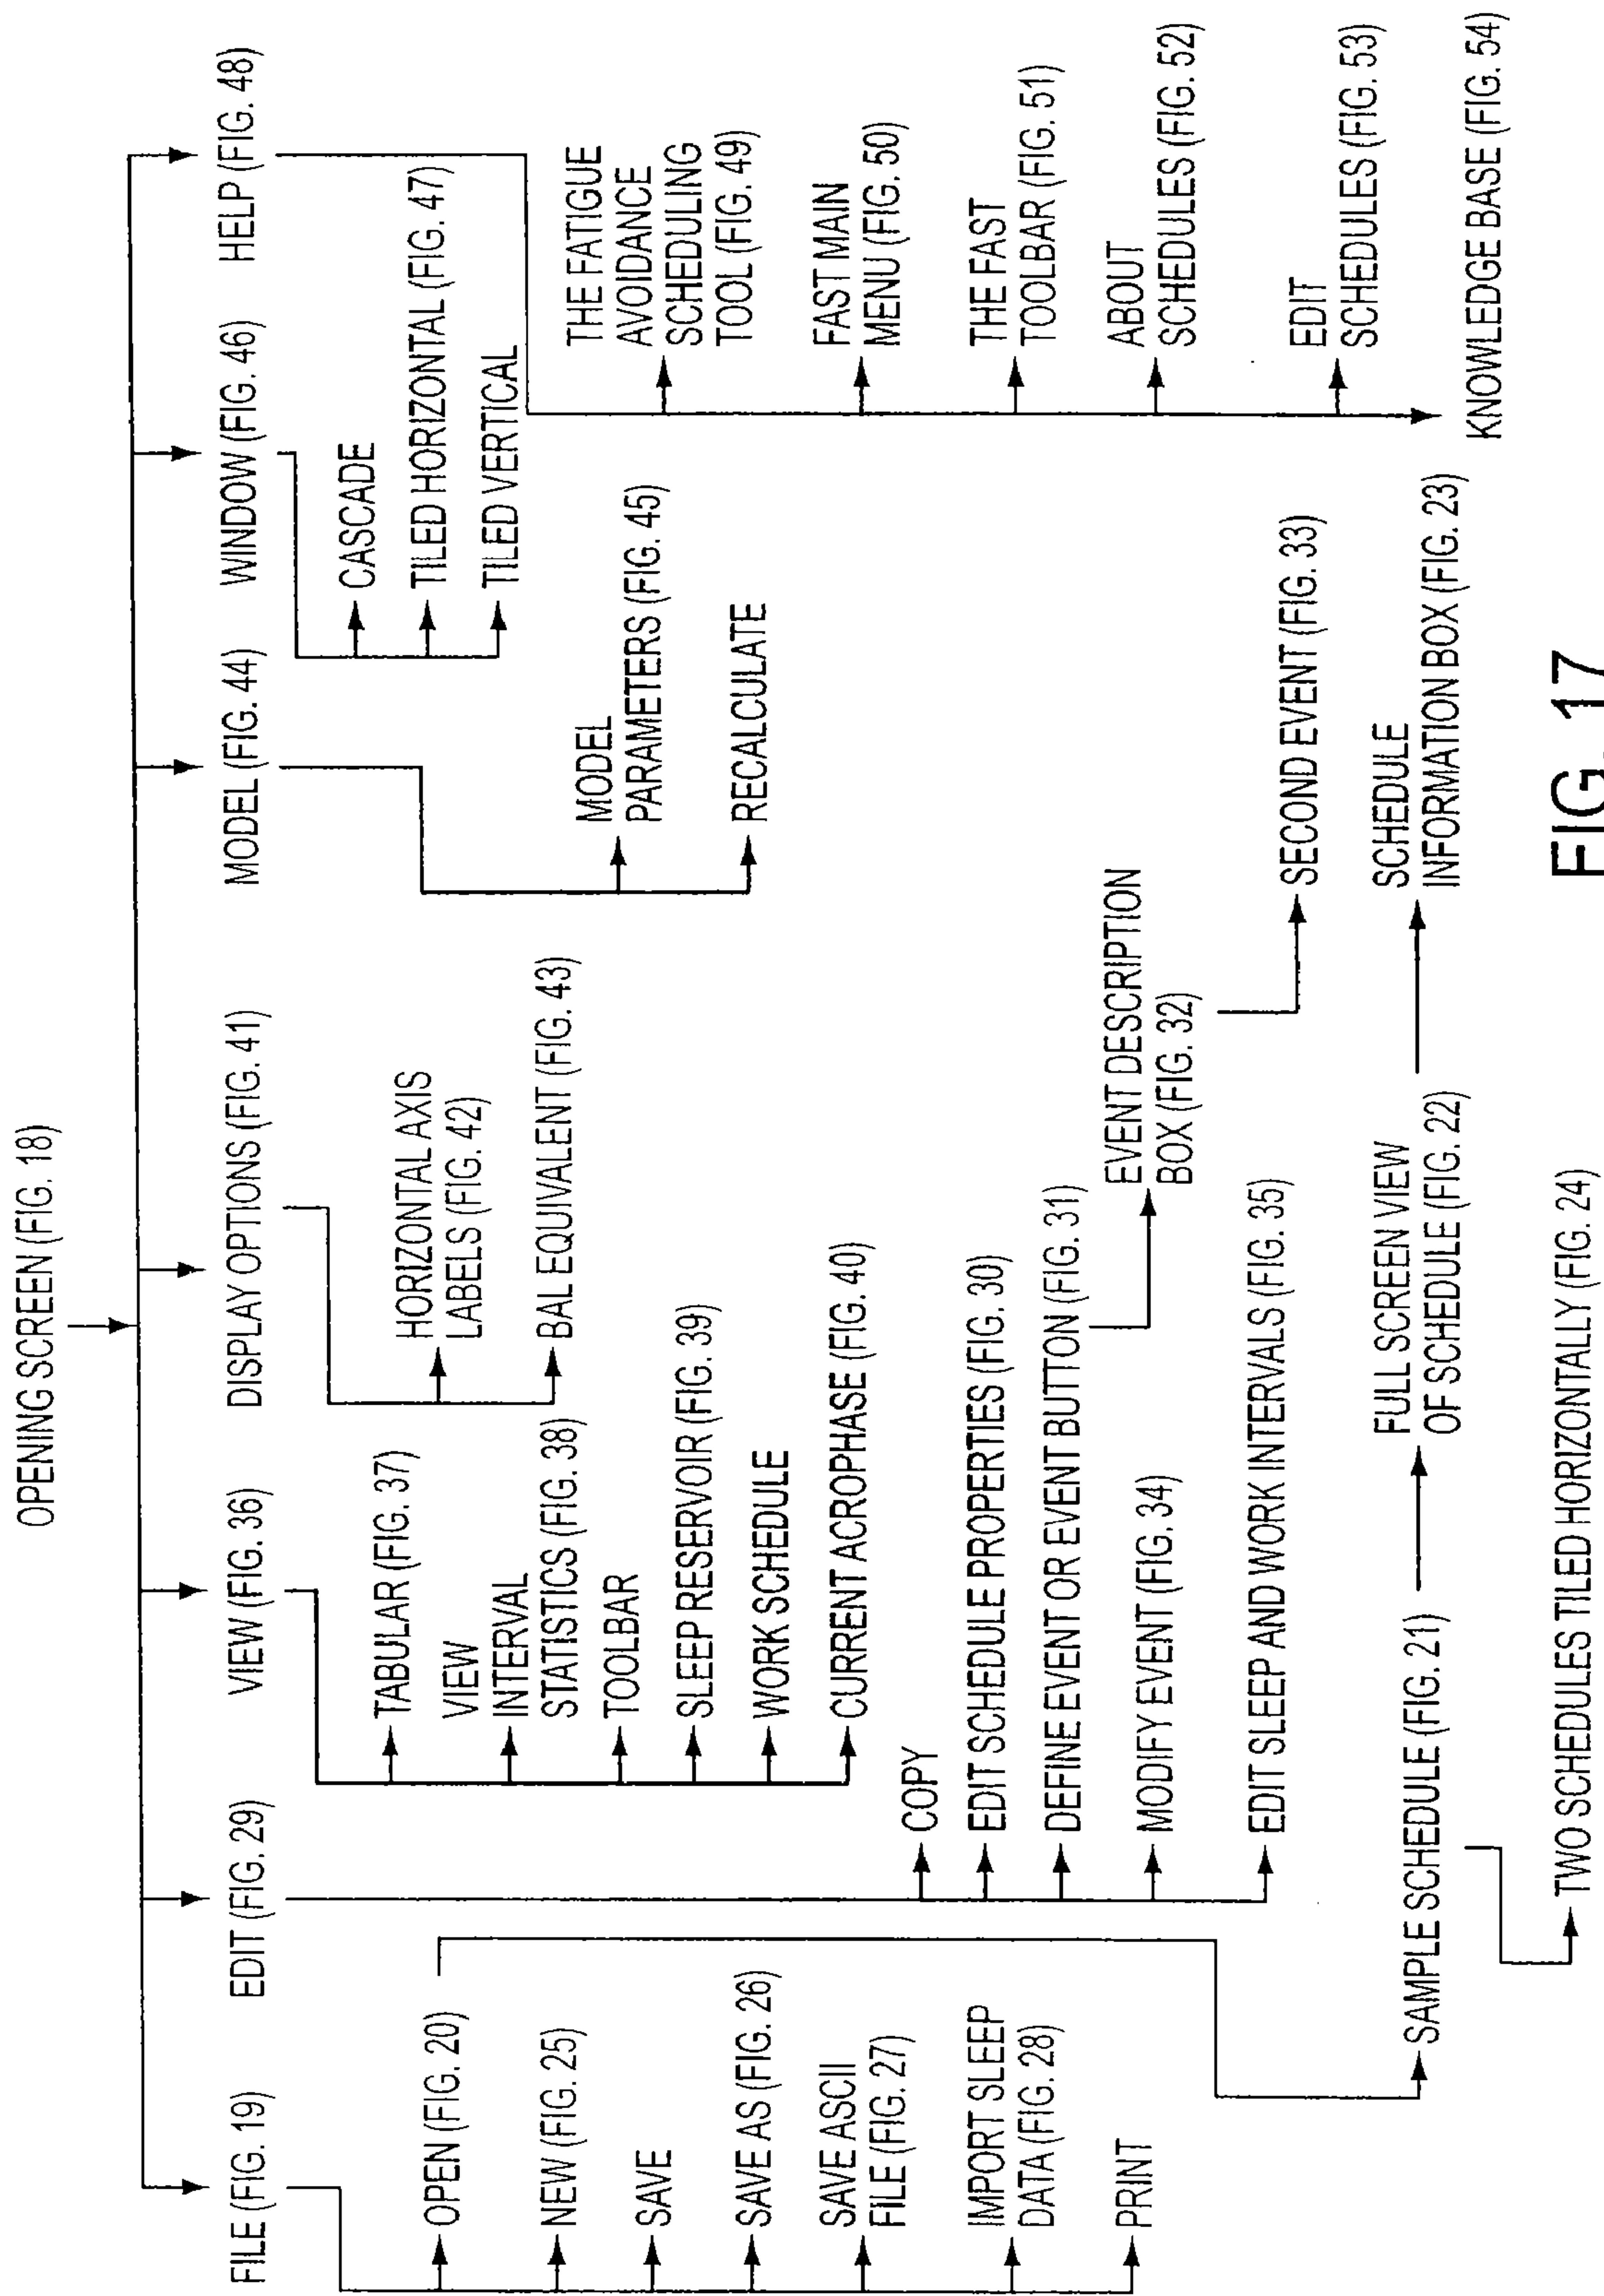 OPENING SCREEN (FIG. 18)
FILE (FIG. 19)
OPEN (FIG. 20)
NEW (FIG. 25)
SAVE
SAVE AS (FIG. 26)
SAVE ASCII
FILE (FIG. 27)
IMPORT SLEEP
DATA (FIG. 28)
PRINT
EDIT (FIG. 29)
COPY
EDIT SCHEDULE PROPERTIES (FIG. 30)
DEFINE EVENT OR EVENT BUTTON (FIG. 31)
MODIFY EVENT (FIG. 34)
EDIT SLEEP AND WORK INTERVALS (FIG. 35)
EVENT DESCRIPTION
BOX (FIG. 32)
SECOND EVENT (FIG. 33)
SAMPLE SCHEDULE (FIG. 21)
FULL SCREEN VIEW
OF SCHEDULE (FIG. 22)
SCHEDULE
INFORMATION BOX (FIG. 23)
TWO SCHEDULES TILED HORIZONTALLY (FIG. 24)
VIEW (FIG. 36)
TABULAR (FIG. 37)
VIEW
INTERVAL
STATISTICS (FIG. 38)
TOOLBAR
SLEEP RESERVOIR (FIG. 39)
WORK SCHEDULE
CURRENT ACROPHASE (FIG. 40)
DISPLAY OPTIONS (FIG. 41)
HORIZONTAL AXIS
LABELS (FIG. 42)
BAL EQUIVALENT (FIG. 43)
MODEL (FIG. 44)
MODEL
PARAMETERS (FIG. 45)
RECALCULATE
WINDOW (FIG. 46)
CASCADE
TILED HORIZONTAL (FIG. 47)
TILED VERTICAL
HELP (FIG. 48)
THE FATIGUE
AVOIDANCE
SCHEDULING
TOOL (FIG. 49)
FAST MAIN
MENU (FIG. 50)
THE FAST
TOOLBAR (FIG. 51)
ABOUT
SCHEDULES (FIG. 52)
EDIT
SCHEDULES (FIG. 53)
KNOWLEDGE BASE (FIG. 54)
FIG. 17